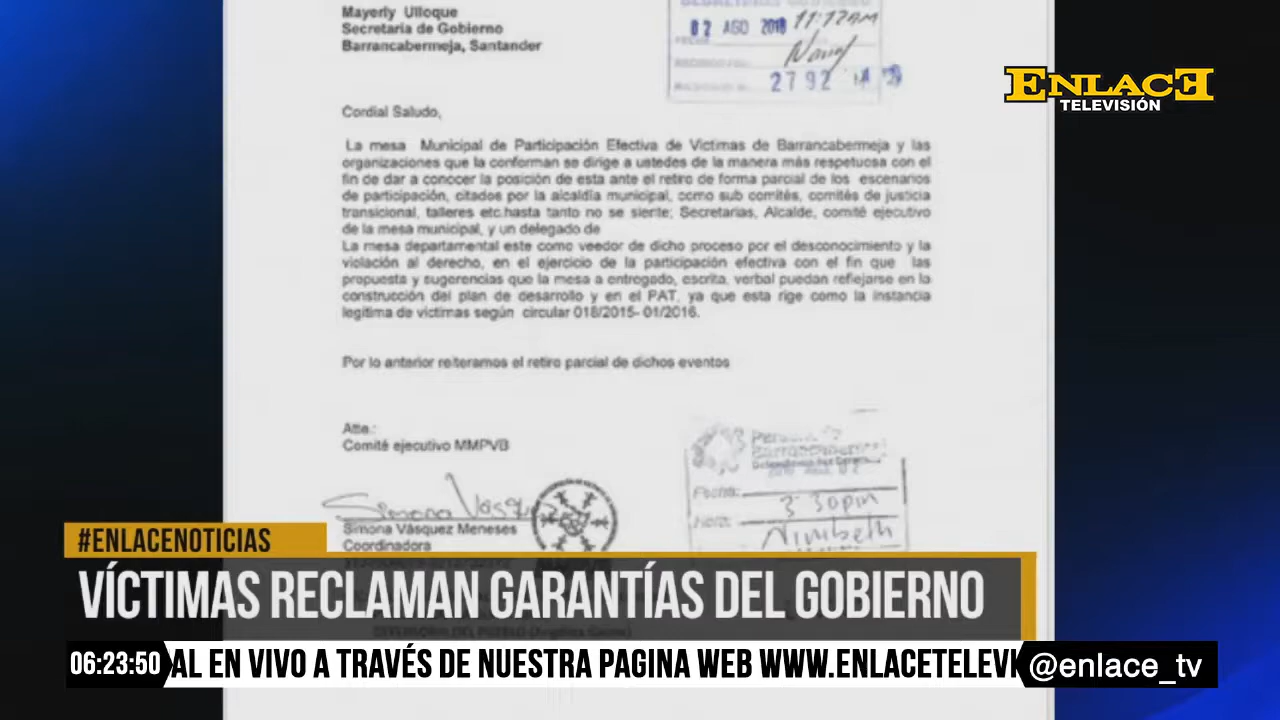 Mayerly Ulloque
Secretaria de Gobierno
Barrancabermeja, Santander
02 AGO 2018 11:17AM
2792
ENLACE
TELEVISIÓN
Cordial Saludo,
La mesa Municipal de Participación Efectiva de Victimas de Barrancabermeja y las
organizaciones que la conforman se dirige a ustedes de la manera más respetuosa con el
fin de dar a conocer la posición de esta ante el retiro de forma parcial de los escenarios
de participación, citados por la alcaldía municipal, como sub comités, comités de justicia
transicional, talleres etc.hasta tanto no se siente; Secretarias, Alcalde, comité ejecutivo
de la mesa municipal, y un delegado de
La mesa departamental este como veedor de dicho proceso por el desconocimiento y la
violación al derecho, en el ejercicio de la participación efectiva con el fin que las
propuesta y sugerencias que la mesa a entregado, escrita, verbal puedan reflejarse en la
construcción del plan de desarrollo y en el PAT, ya que esta rige como la instancia
legitima de victimas según circular 018/2015- 01/2016.
Por lo anterior reiteramos el retiro parcial de dichos eventos
Atte.:
Comité ejecutivo MMPVB
Simona Vásquez
Simona Vásquez Meneses
Coordinadora
Fecha:
3:30pm
Hora:
Nimibeth
#ENLACENOTICIAS
VÍCTIMAS RECLAMAN GARANTÍAS DEL GOBIERNO
06:23:50 AL EN VIVO A TRAVÉS DE NUESTRA PAGINA WEB WWW.ENLACETELEVI @enlace_tv